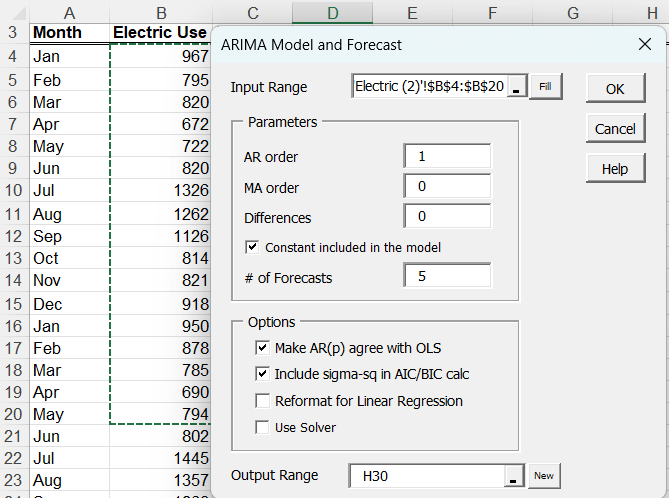 A B C D E F G H
3 Month Electric Use
4 Jan 967
5 Feb 795
6 Mar 820
7 Apr 672
8 May 722
9 Jun 820
10 Jul 1326
11 Aug 1262
12 Sep 1126
13 Oct 814
14 Nov 821
15 Dec 918
16 Jan 950
17 Feb 878
18 Mar 785
19 Apr 690
20 May 794
21 Jun 802
22 Jul 1445
23 Aug 1357
ARIMA Model and Forecast
Input Range Electric (2)'!$B$4:$B$20 _ Fill OK
Cancel
Help
Parameters
AR order 1
MA order 0
Differences 0
Constant included in the model
# of Forecasts 5
Options
Make AR(p) agree with OLS
Include sigma-sq in AIC/BIC calc
Reformat for Linear Regression
Use Solver
Output Range H30 _ New